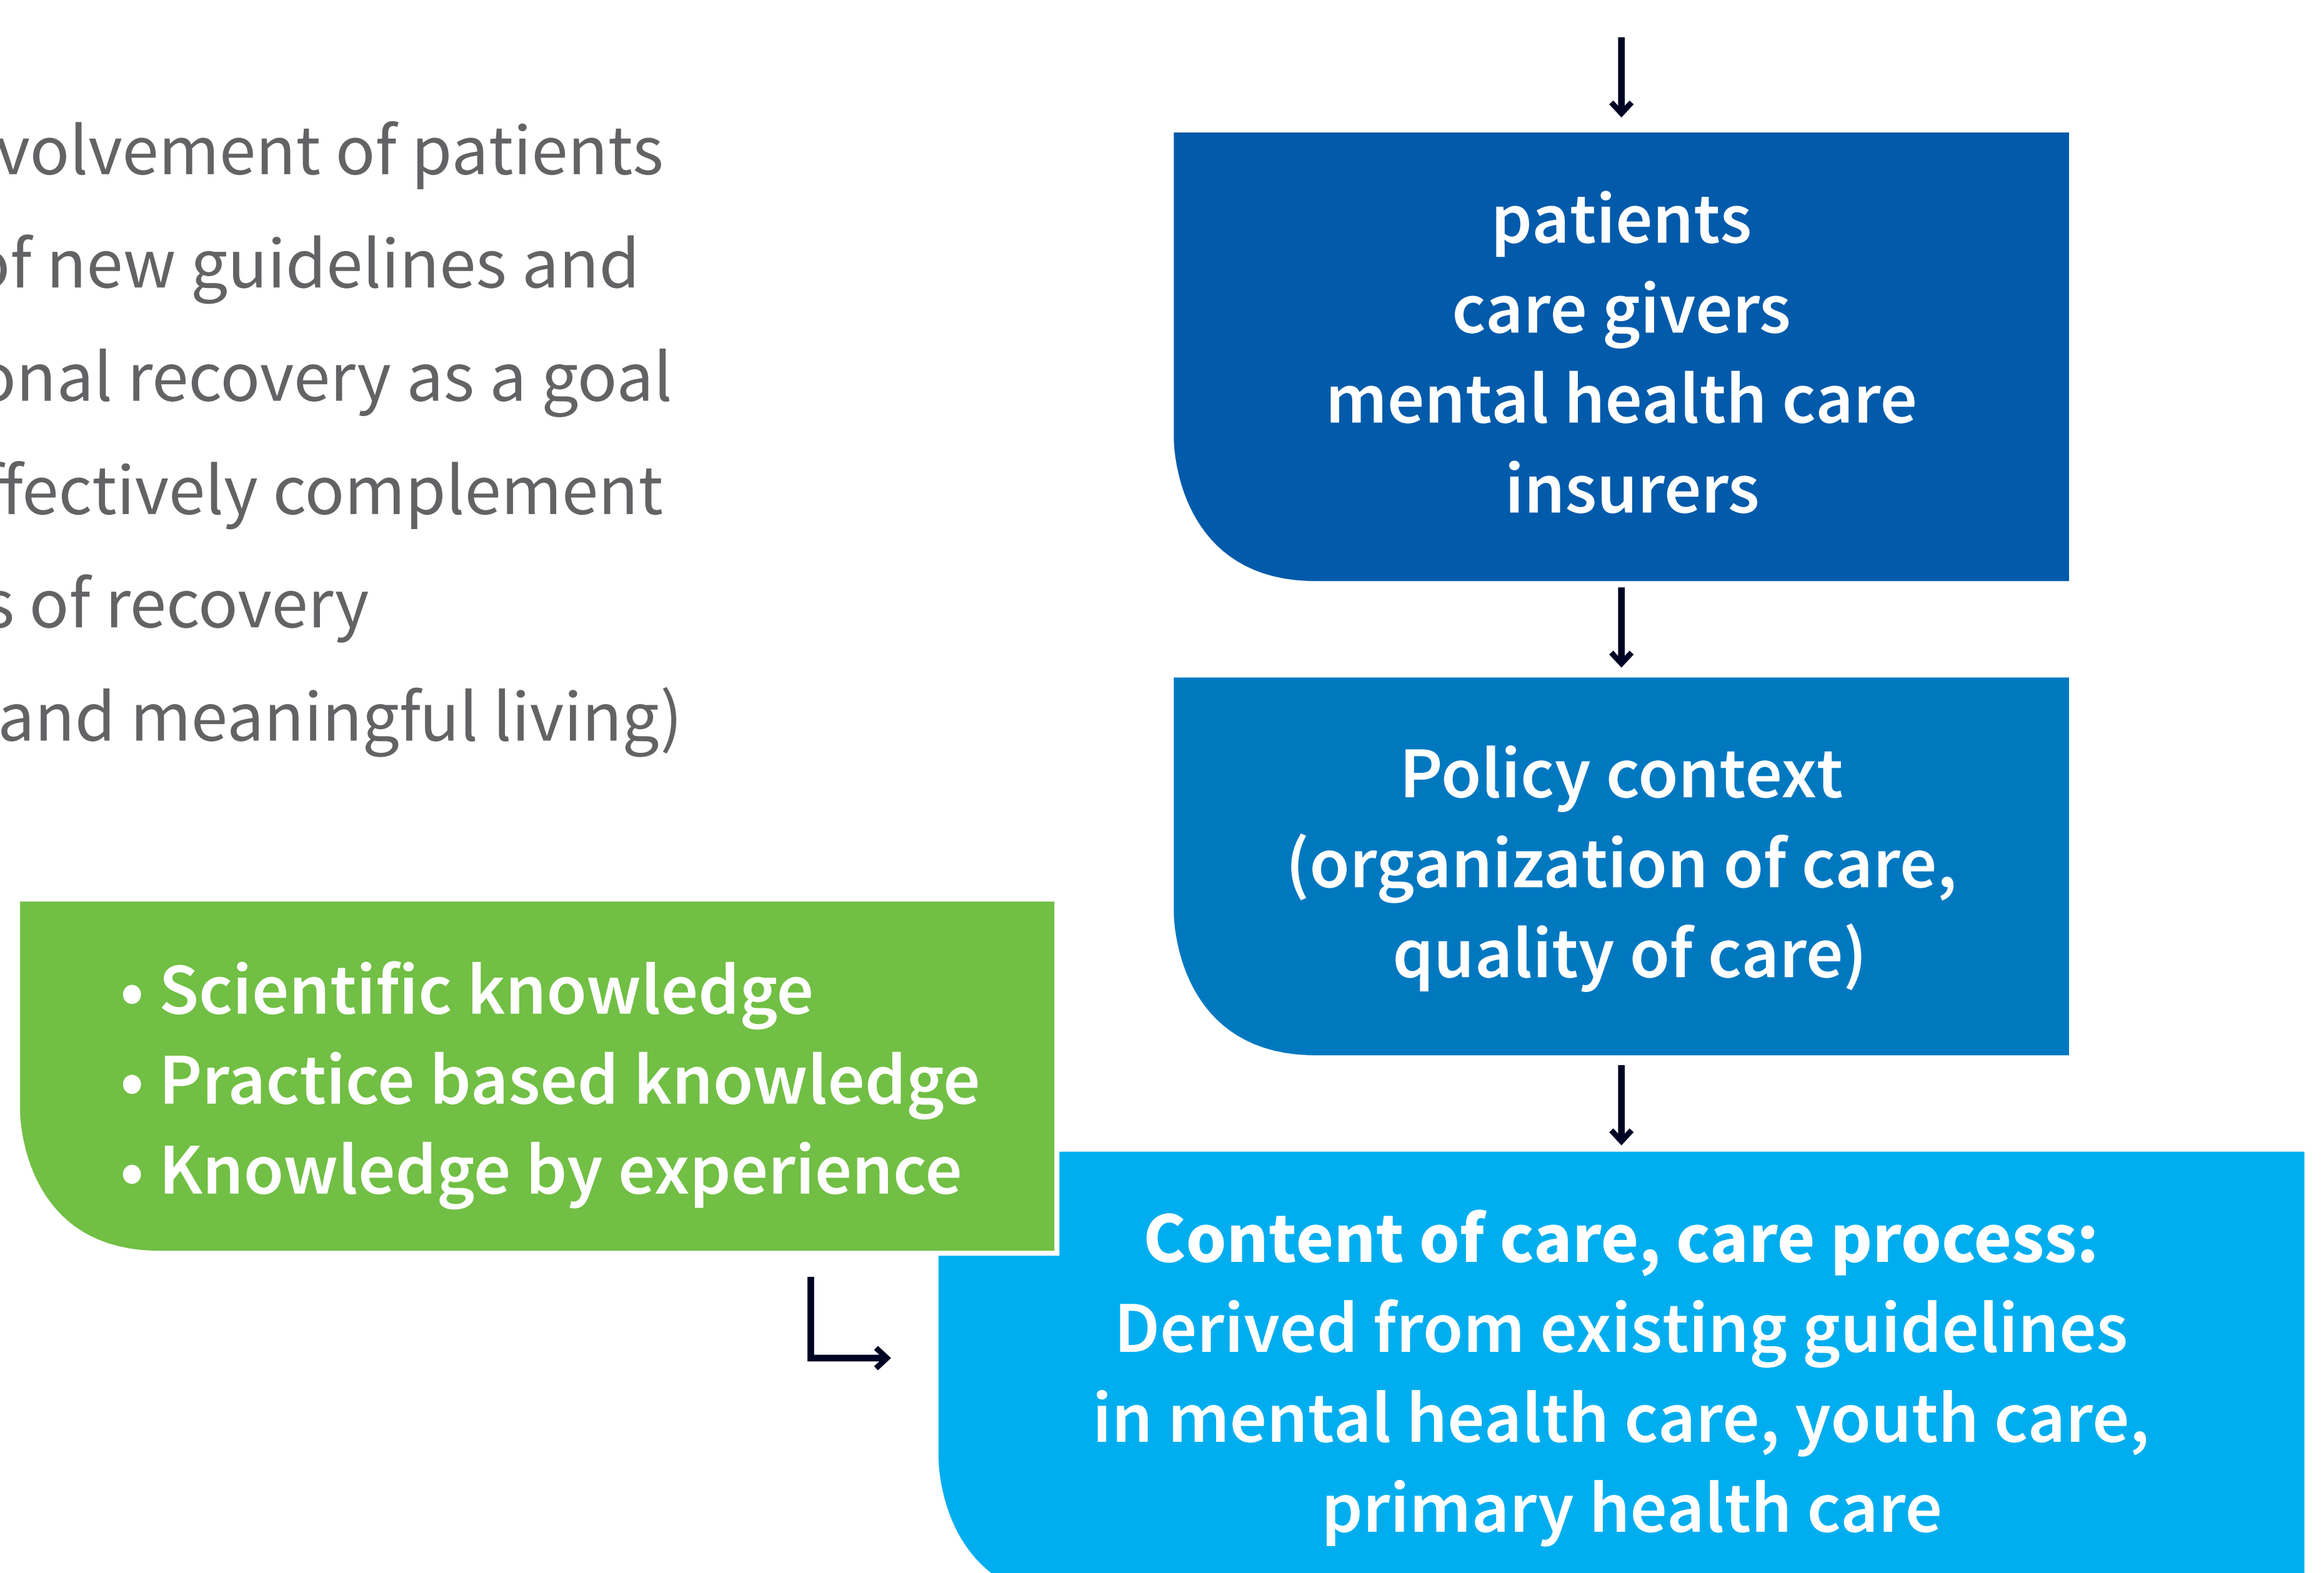 volvement of patients
of new guidelines and
onal recovery as a goal
ffectively complement
s of recovery
and meaningful living)
patients
care givers
mental health care
insurers
Policy context
(organization of care,
quality of care)
• Scientific knowledge
• Practice based knowledge
• Knowledge by experience
Content of care, care process:
Derived from existing guidelines
in mental health care, youth care,
primary health care